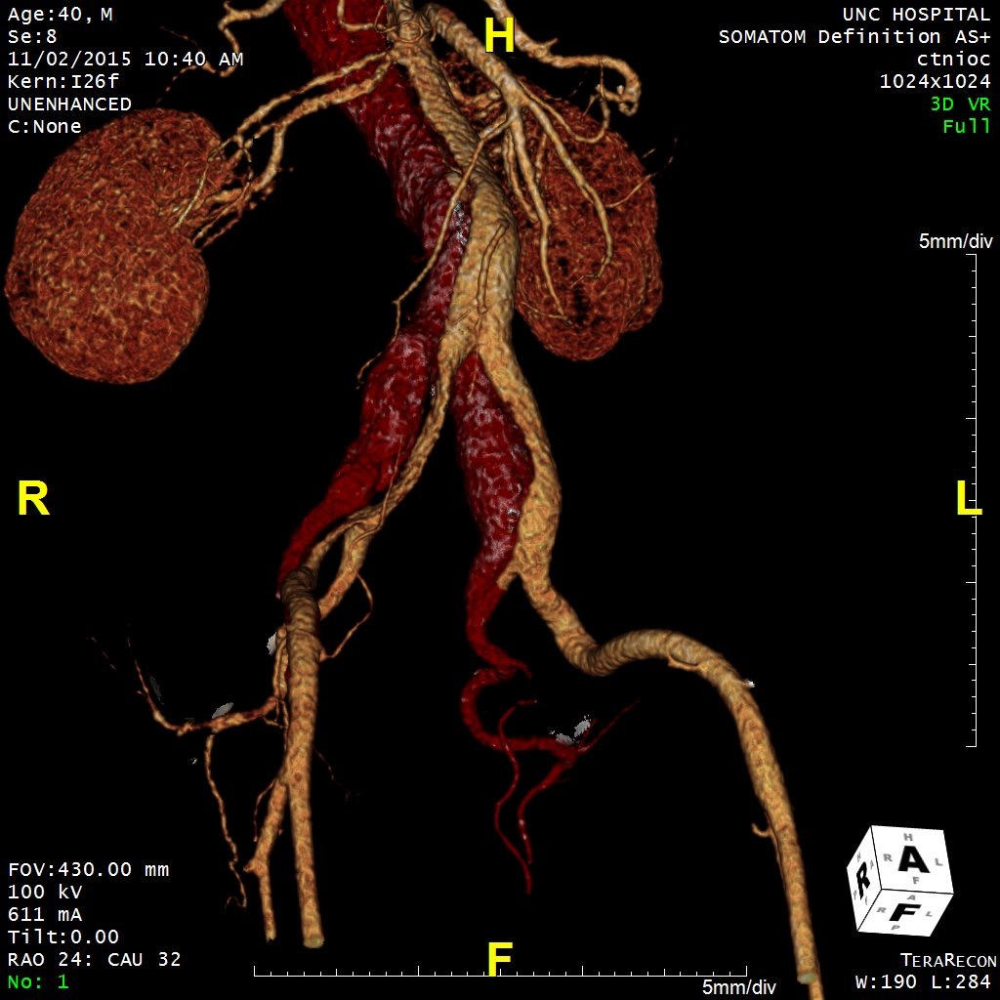 Age:40, M
Se:8
11/02/2015 10:40 AM
Kern:I26f
UNENHANCED
C:None
H
UNC HOSPITAL
SOMATOM Definition AS+
ctnioc
1024x1024
3D VR
Full
5mm/div
R
L
FOV:430.00 mm
100 kV
611 mA
Tilt:0.00
RAO 24: CAU 32
No: 1
F
5mm/div
H
R A L
F
R
A
R F L
P
TERARECON
W:190 L:284